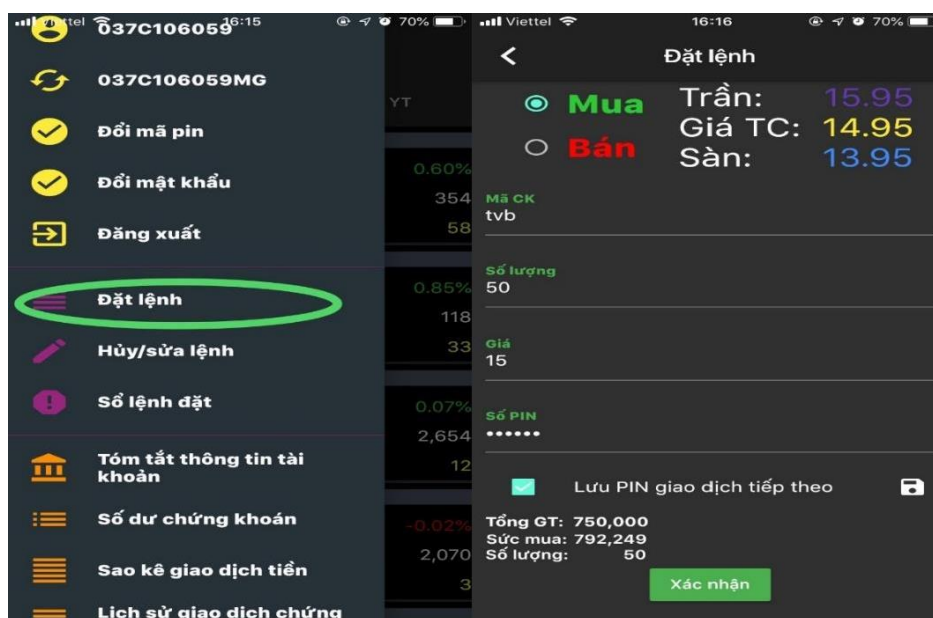 Viettel 16:15 70%
037C106059
037C106059MG
YT
Đổi mã pin
Đổi mật khẩu
0.60%
354
58
Đăng xuất
Đặt lệnh
0.85%
118
33
Hủy/sửa lệnh
Sổ lệnh đặt
0.07%
2,654
12
Tóm tắt thông tin tài
khoản
Số dư chứng khoán
-0.02%
2,070
3
Sao kê giao dịch tiền
Lịch sử giao dịch chứng
Viettel 16:16 70%
Đặt lệnh
Mua
Bán
Trần: 15.95
Giá TC: 14.95
Sàn: 13.95
Mã CK
tvb
Số lượng
50
Giá
15
Số PIN
••••••
Lưu PIN giao dịch tiếp theo
Tổng GT: 750,000
Sức mua: 792,249
Số lượng: 50
Xác nhận